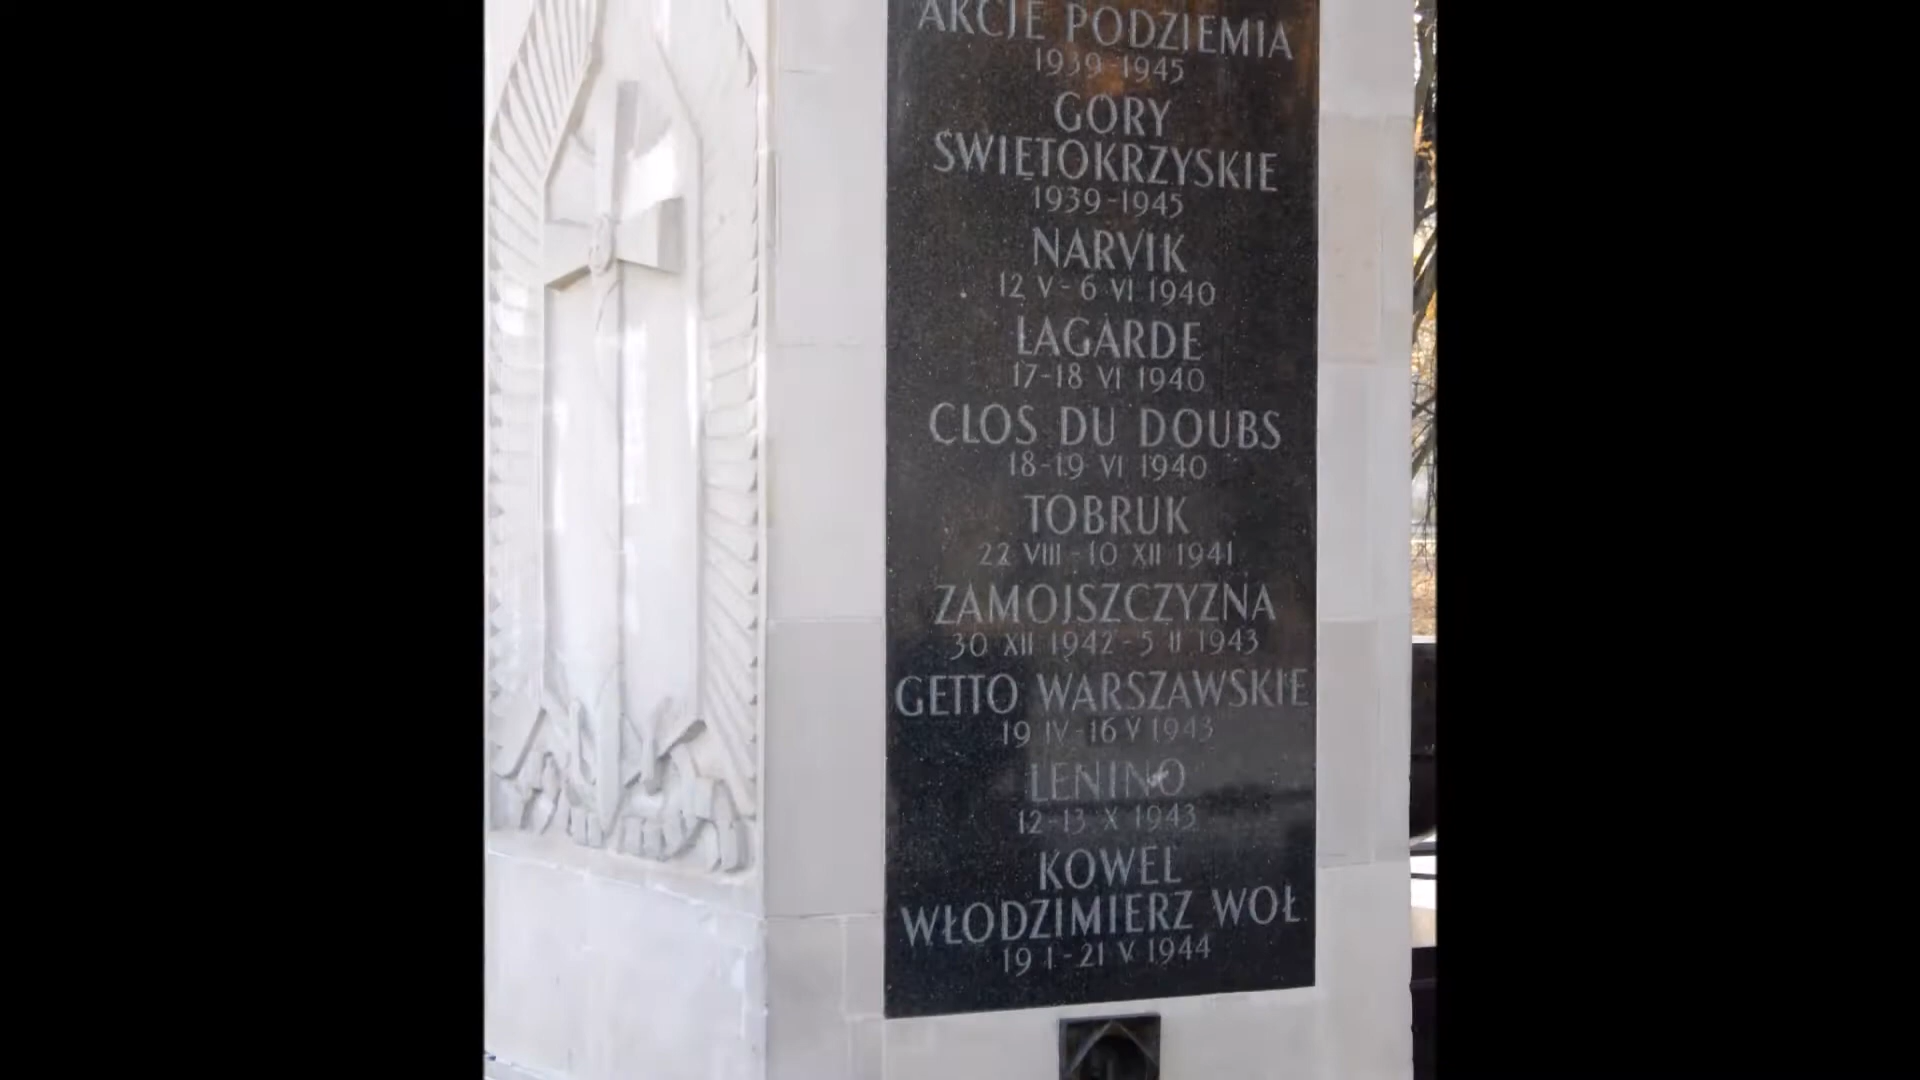 AKCJE PODZIEMIA
1939-1945
GÓRY
ŚWIĘTOKRZYSKIE
1939-1945
NARVIK
12 V-6 VI 1940
LAGARDE
17-18 VI 1940
CLOS DU DOUBS
18-19 VI 1940
TOBRUK
22 VIII-10 XII 1941
ZAMOJSZCZYZNA
30 XII 1942-5 II 1943
GETTO WARSZAWSKIE
19 IV-16 V 1943
LENINO
12-13 X 1943
KOWEL
WŁODZIMIERZ WOŁ.
19 I-21 V 1944